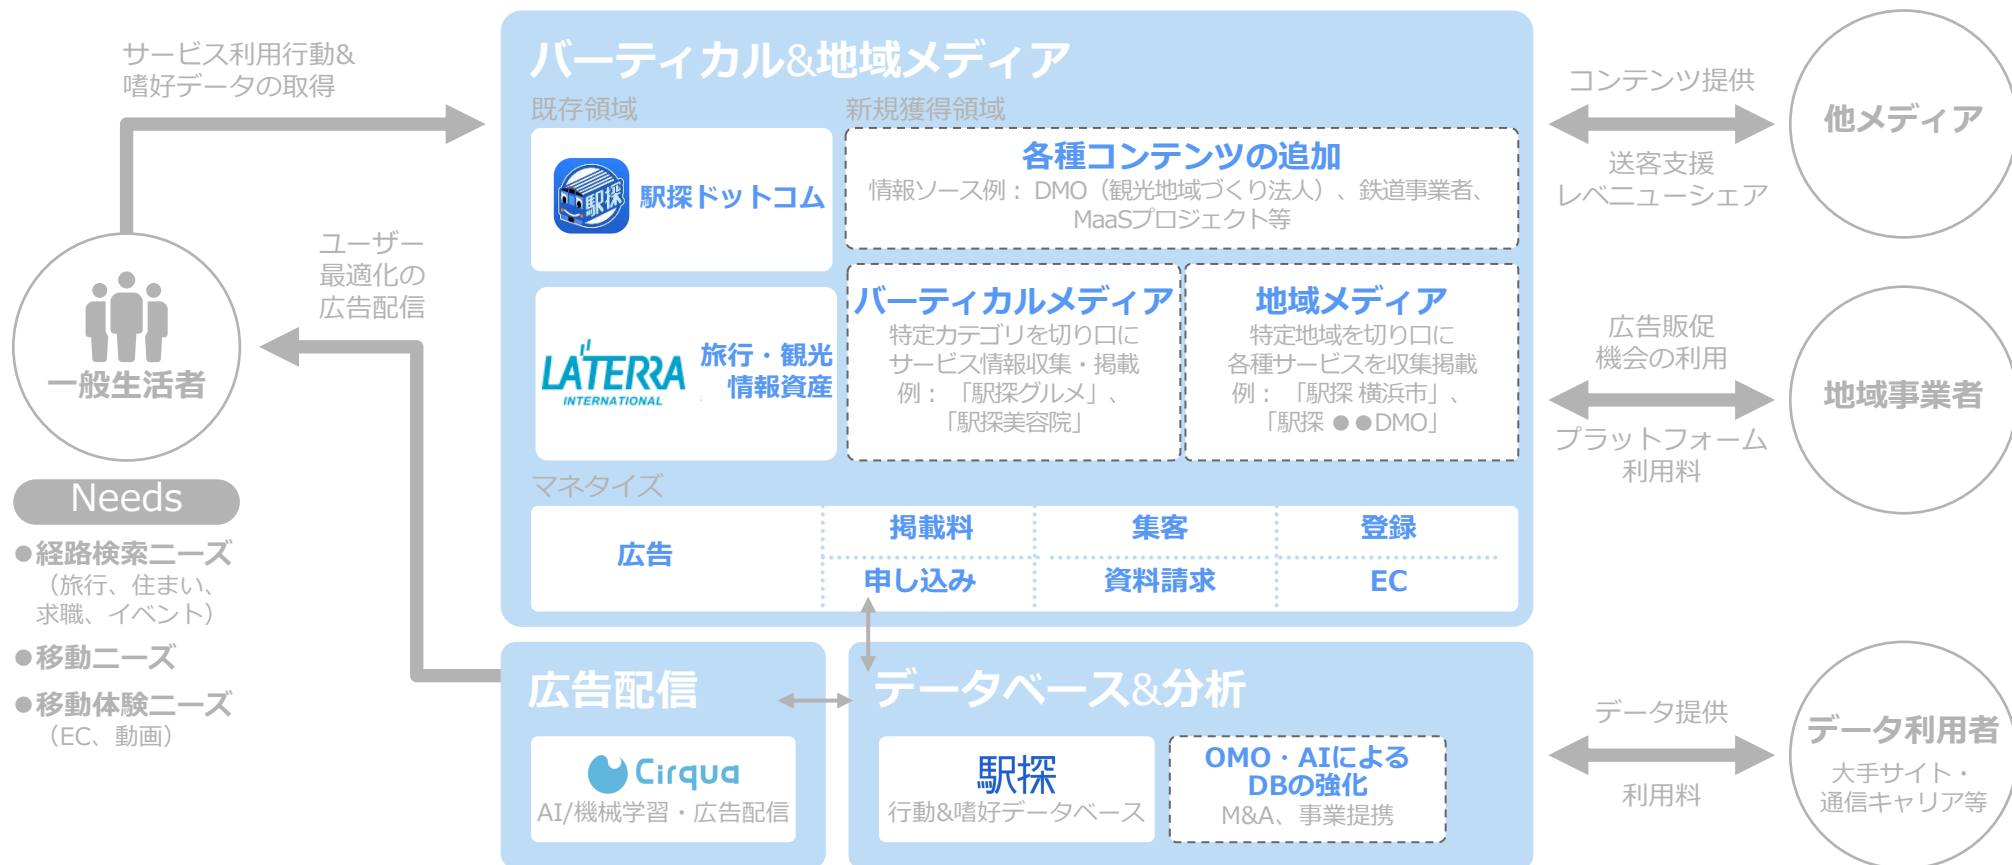 サービス利用行動&
嗜好データの取得
ユーザー
最適化の
広告配信
一般生活者
Needs
●経路検索ニーズ
（旅行、住まい、
求職、イベント）
●移動ニーズ
●移動体験ニーズ
（EC、動画）
バーティカル&地域メディア
既存領域
新規獲得領域
駅探
駅探ドットコム
各種コンテンツの追加
情報ソース例： DMO（観光地域づくり法人）、鉄道事業者、
MaaSプロジェクト等
LATERRA
INTERNATIONAL
旅行・観光
情報資産
バーティカルメディア
特定カテゴリを切り口に
サービス情報収集・掲載
例： 「駅探グルメ」、
「駅探美容院」
地域メディア
特定地域を切り口に
各種サービスを収集掲載
例： 「駅探 横浜市」、
「駅探 ●●DMO」
マネタイズ
広告
掲載料
集客
登録
申し込み
資料請求
EC
広告配信
Cirqua
AI/機械学習・広告配信
データベース&分析
駅探
行動&嗜好データベース
OMO・AIによる
DBの強化
M&A、事業提携
コンテンツ提供
送客支援
レベニューシェア
他メディア
広告販促
機会の利用
プラットフォーム
利用料
地域事業者
データ提供
利用料
データ利用者
大手サイト・
通信キャリア等